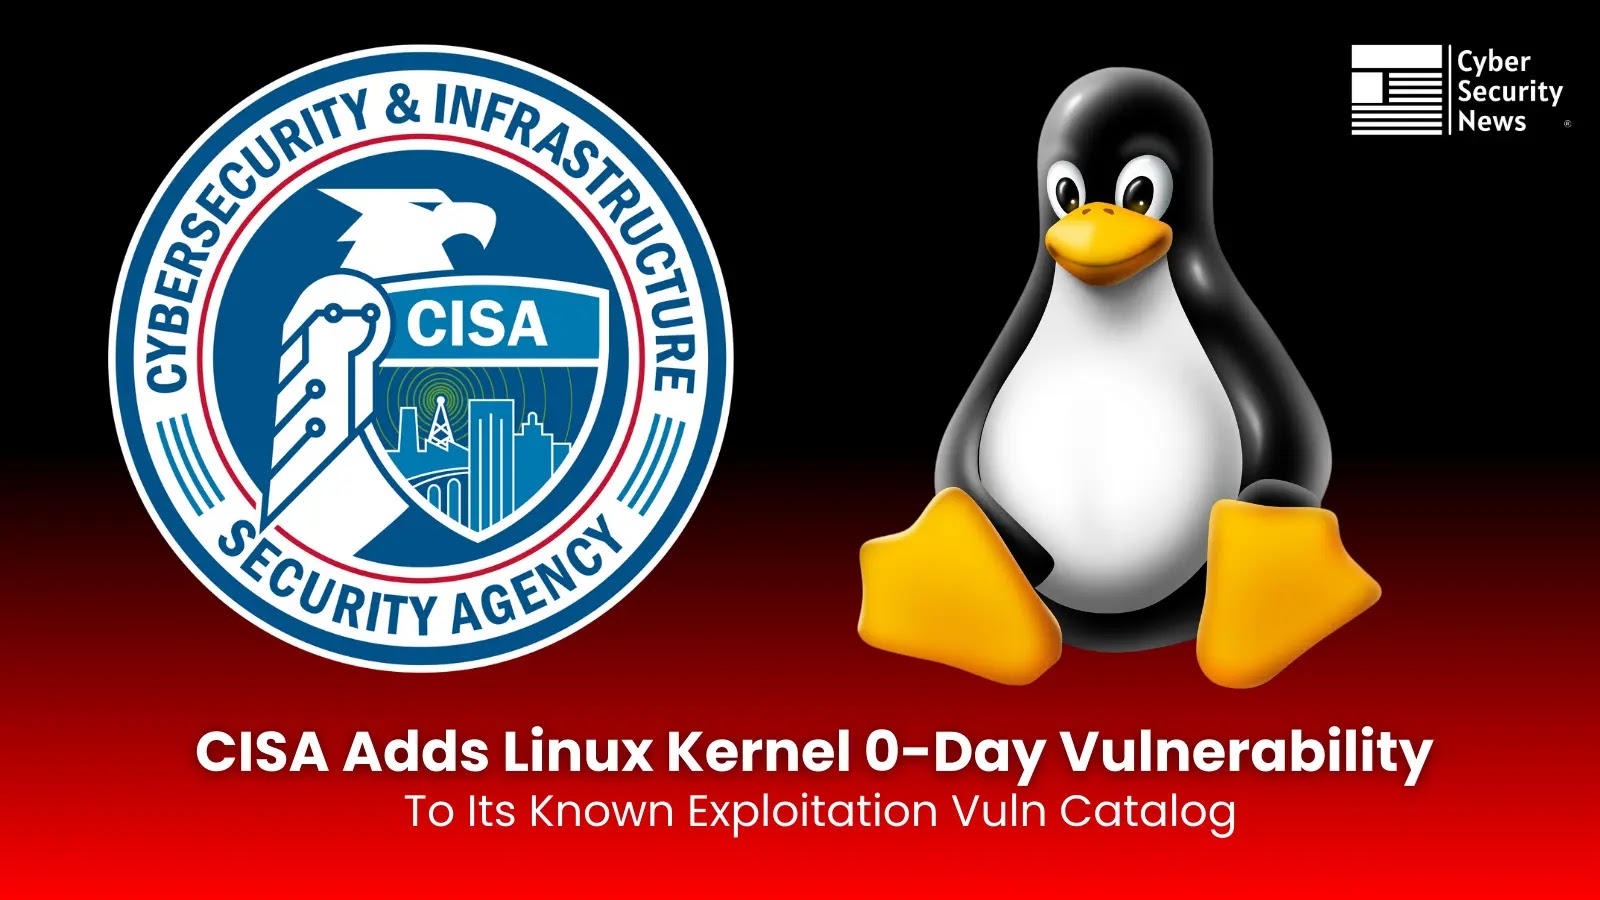 CYBERSECURITY & INFRASTRUCTURE
SECURITY AGENCY
CISA
Cyber
Security
News
®
CISA Adds Linux Kernel 0-Day Vulnerability
To Its Known Exploitation Vuln Catalog